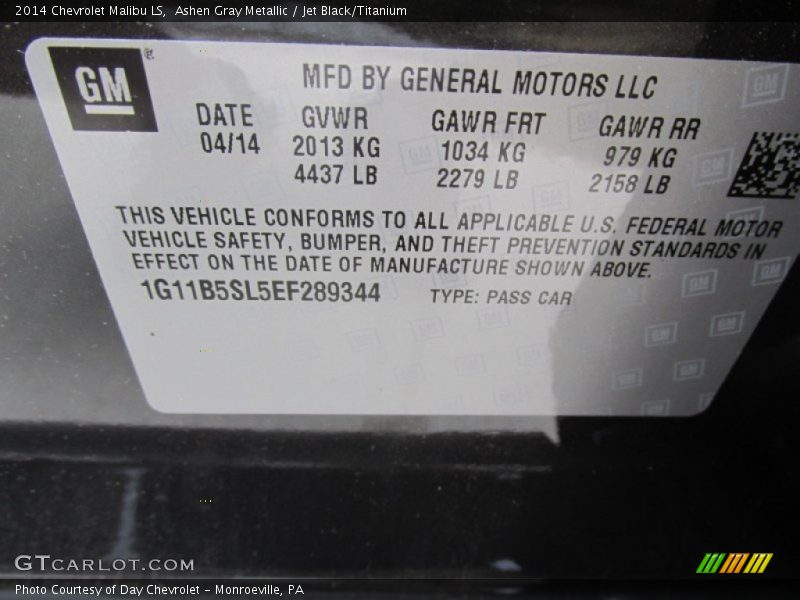 2014 Chevrolet Malibu LS,  Ashen Gray Metallic / Jet Black/Titanium
GM
®
MFD BY GENERAL MOTORS LLC
DATE GVWR GAWR FRT GAWR RR
04/14 2013 KG 1034 KG 979 KG
4437 LB 2279 LB 2158 LB
THIS VEHICLE CONFORMS TO ALL APPLICABLE U.S. FEDERAL MOTOR
VEHICLE SAFETY, BUMPER, AND THEFT PREVENTION STANDARDS IN
EFFECT ON THE DATE OF MANUFACTURE SHOWN ABOVE.
1G11B5SL5EF289344 TYPE: PASS CAR
GTCARLOT.COM
Photo Courtesy of Day Chevrolet - Monroeville, PA